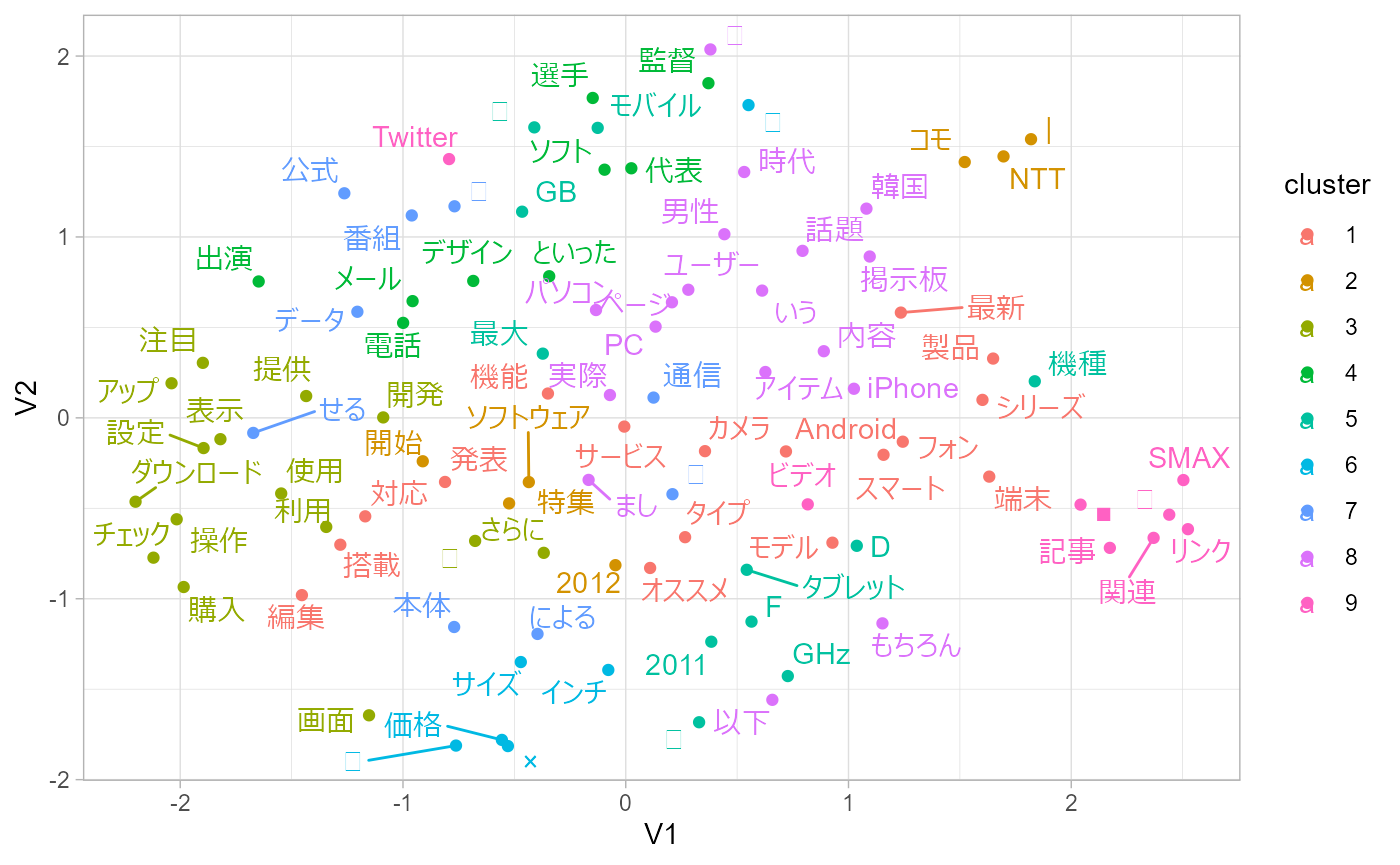 監督
選手
モバイル
Twitter
ソフト
代表
時代
コモ
|
NTT
公式
GB
韓国
男性
話題
番組
デザイン
といった
出演
メール
ユーザー
掲示板
パソコン
ページ
いう
最新
データ
電話
最大
PC
内容
製品
注目
提供
機能
実際
通信
機種
アップ
開発
アイテム
iPhone
表示
せる
ソフトウェア
シリーズ
設定
開始
カメラ
Android
フォン
ダウンロード
使用
発表
サービス
ビデオ
スマート
SMAX
利用
対応
特集
まし
タイプ
端末
■
チェック
操作
さらに
モデル
D
記事
リンク
搭載
2012
オススメ
タブレット
関連
購入
編集
本体
による
F
2011
GHz
もちろん
サイズ
インチ
画面
価格
以下
×
2
1
0
-1
-2
V2
-2
-1
0
1
2
V1
cluster
a 1
a 2
a 3
a 4
a 5
a 6
a 7
a 8
a 9